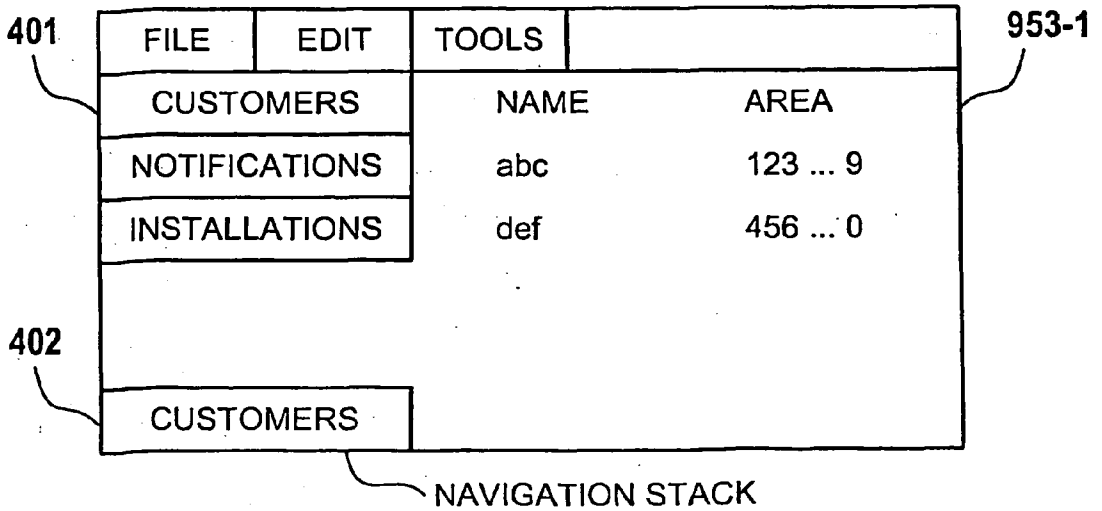 401 FILE EDIT TOOLS 953-1
CUSTOMERS NAME AREA
NOTIFICATIONS abc 123 ... 9
INSTALLATIONS def 456 ... 0
402
CUSTOMERS
NAVIGATION STACK